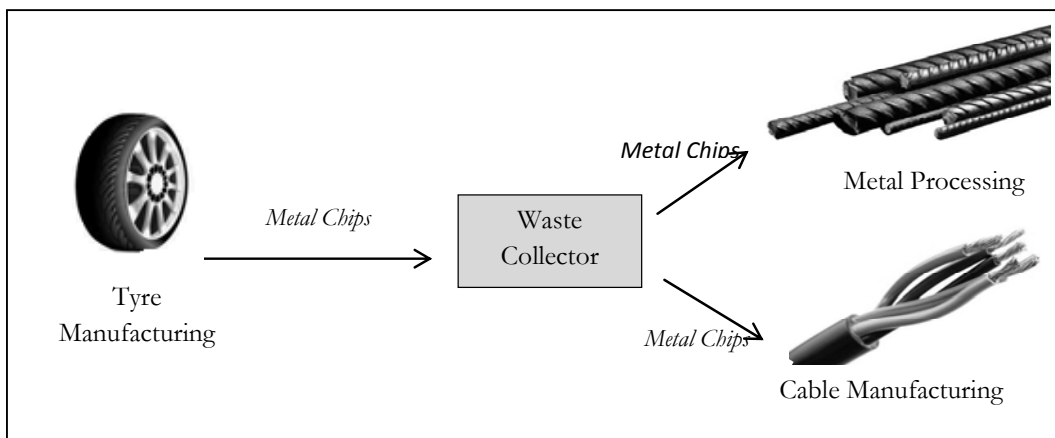 Metal Chips
Metal Processing
Metal Chips
Waste
Collector
Tyre
Manufacturing
Metal Chips
Cable Manufacturing